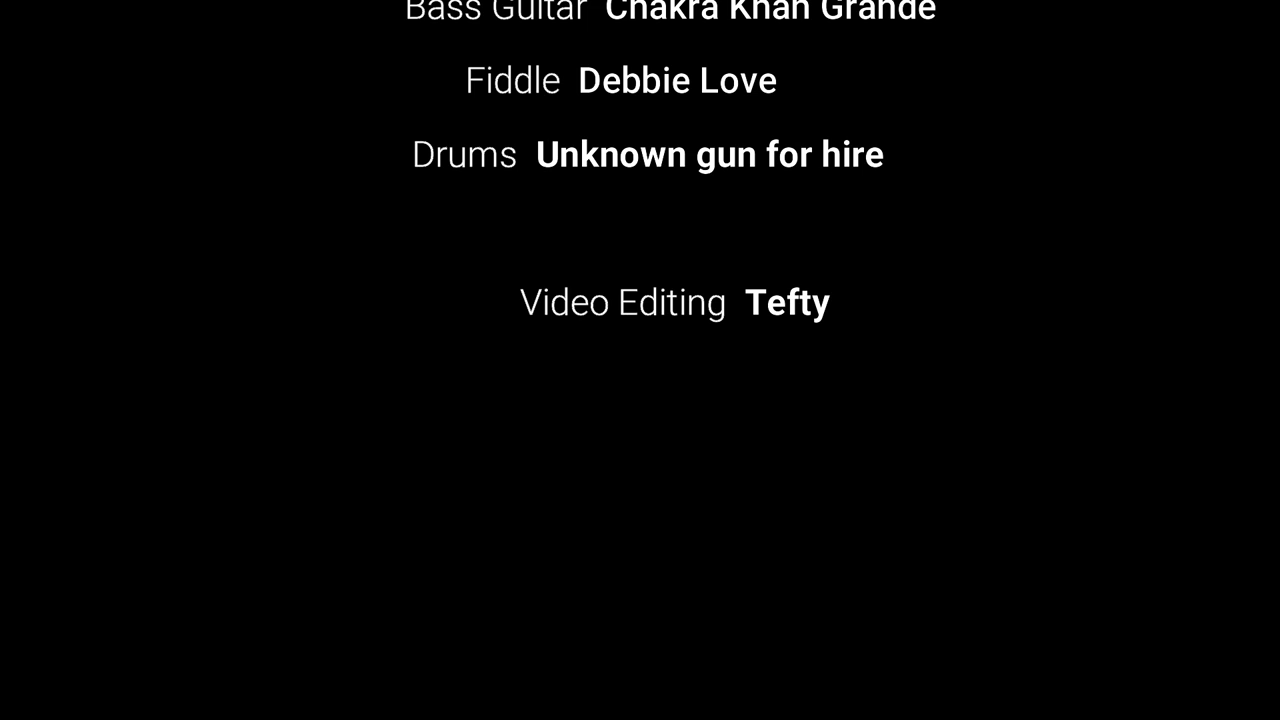 Bass Guitar Chakra Khan Grande
Fiddle Debbie Love
Drums Unknown gun for hire
Video Editing Tefty